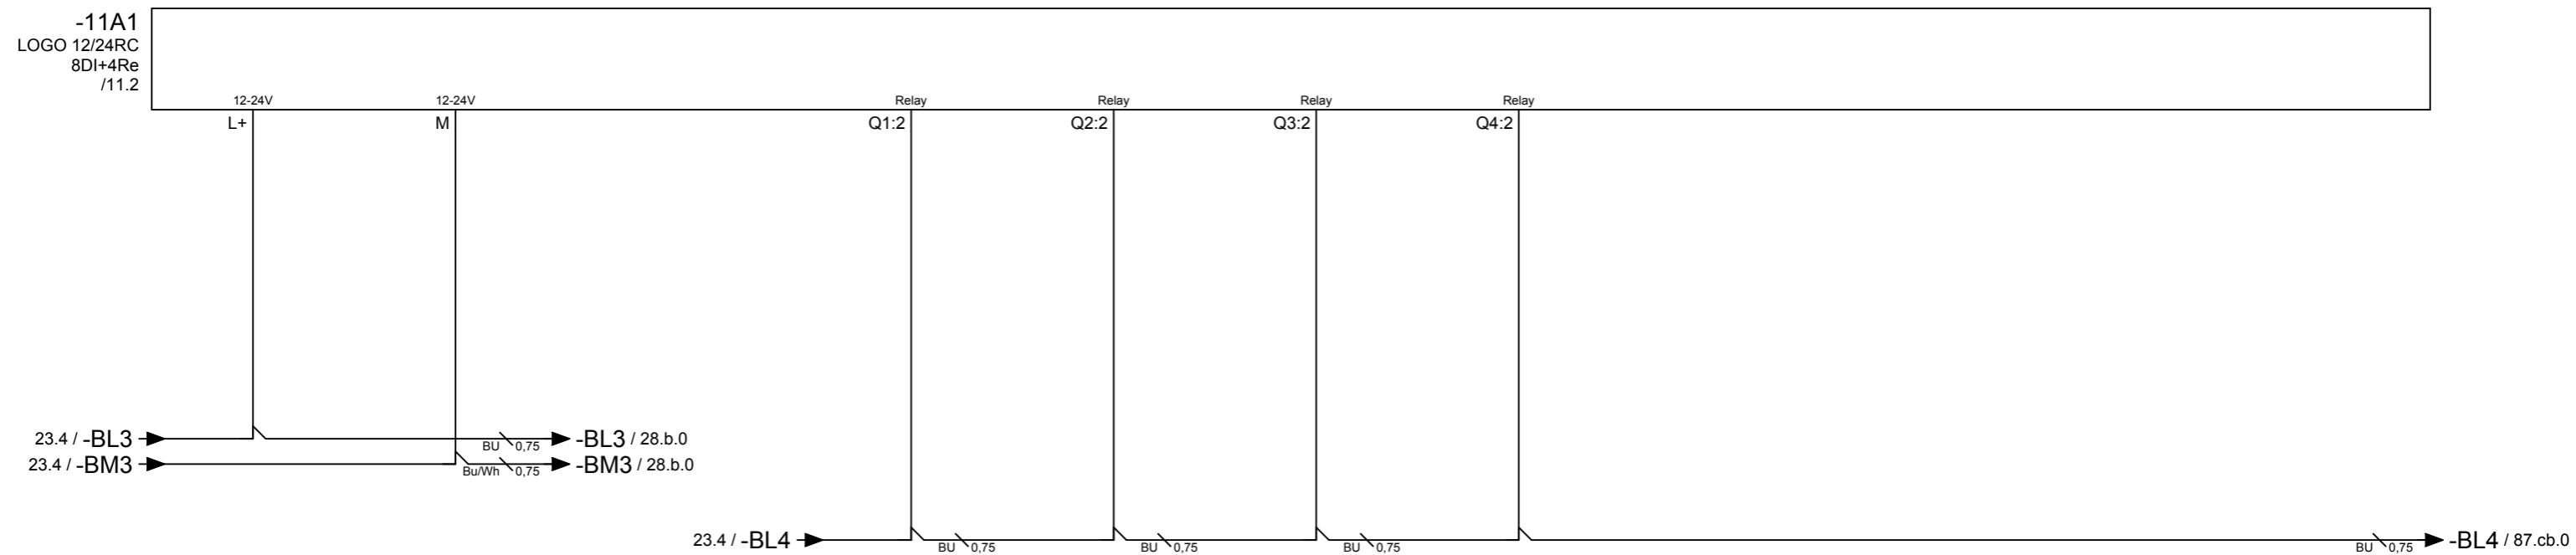 -11A1
LOGO 12/24RC
8DI+4Re
/11.2
12-24V 12-24V Relay Relay Relay Relay
L+ M Q1:2 Q2:2 Q3:2 Q4:2
23.4 / -BL3 BU 0,75 -BL3 / 28.b.0
23.4 / -BM3 Bu/Wh 0,75 -BM3 / 28.b.0
23.4 / -BL4 BU 0,75 BU 0,75 BU 0,75 BU 0,75 -BL4 / 87.cb.0